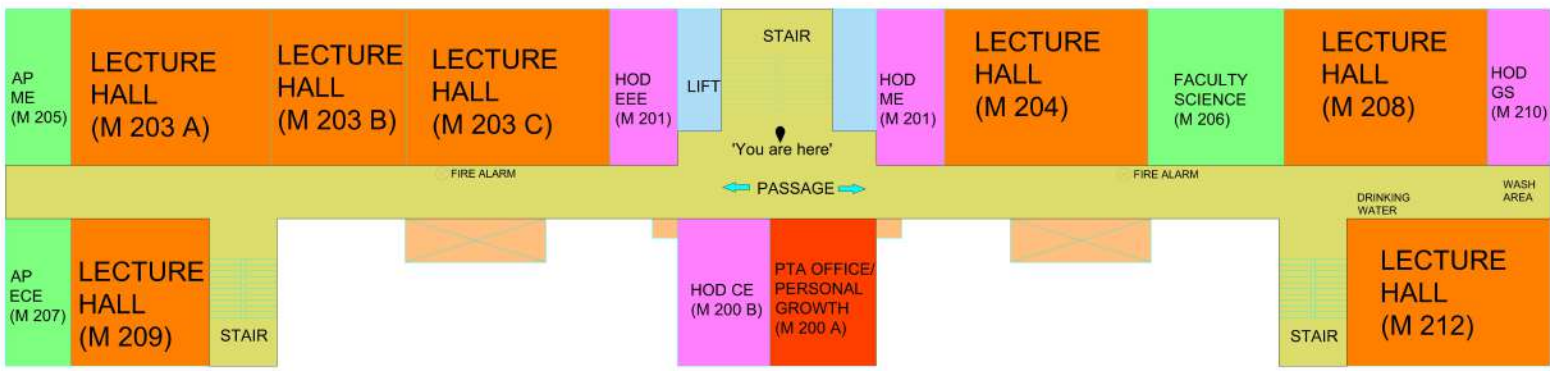 AP
ME
(M 205)
LECTURE
HALL
(M 203 A)
LECTURE
HALL
(M 203 B)
LECTURE
HALL
(M 203 C)
HOD
EEE
(M 201)
LIFT
STAIR
'You are here'
HOD
ME
(M 201)
LECTURE
HALL
(M 204)
FACULTY
SCIENCE
(M 206)
LECTURE
HALL
(M 208)
HOD
GS
(M 210)
FIRE ALARM
PASSAGE
FIRE ALARM
DRINKING
WATER
WASH
AREA
AP
ECE
(M 207)
LECTURE
HALL
(M 209)
STAIR
HOD CE
(M 200 B)
PTA OFFICE/
PERSONAL
GROWTH
(M 200 A)
STAIR
LECTURE
HALL
(M 212)